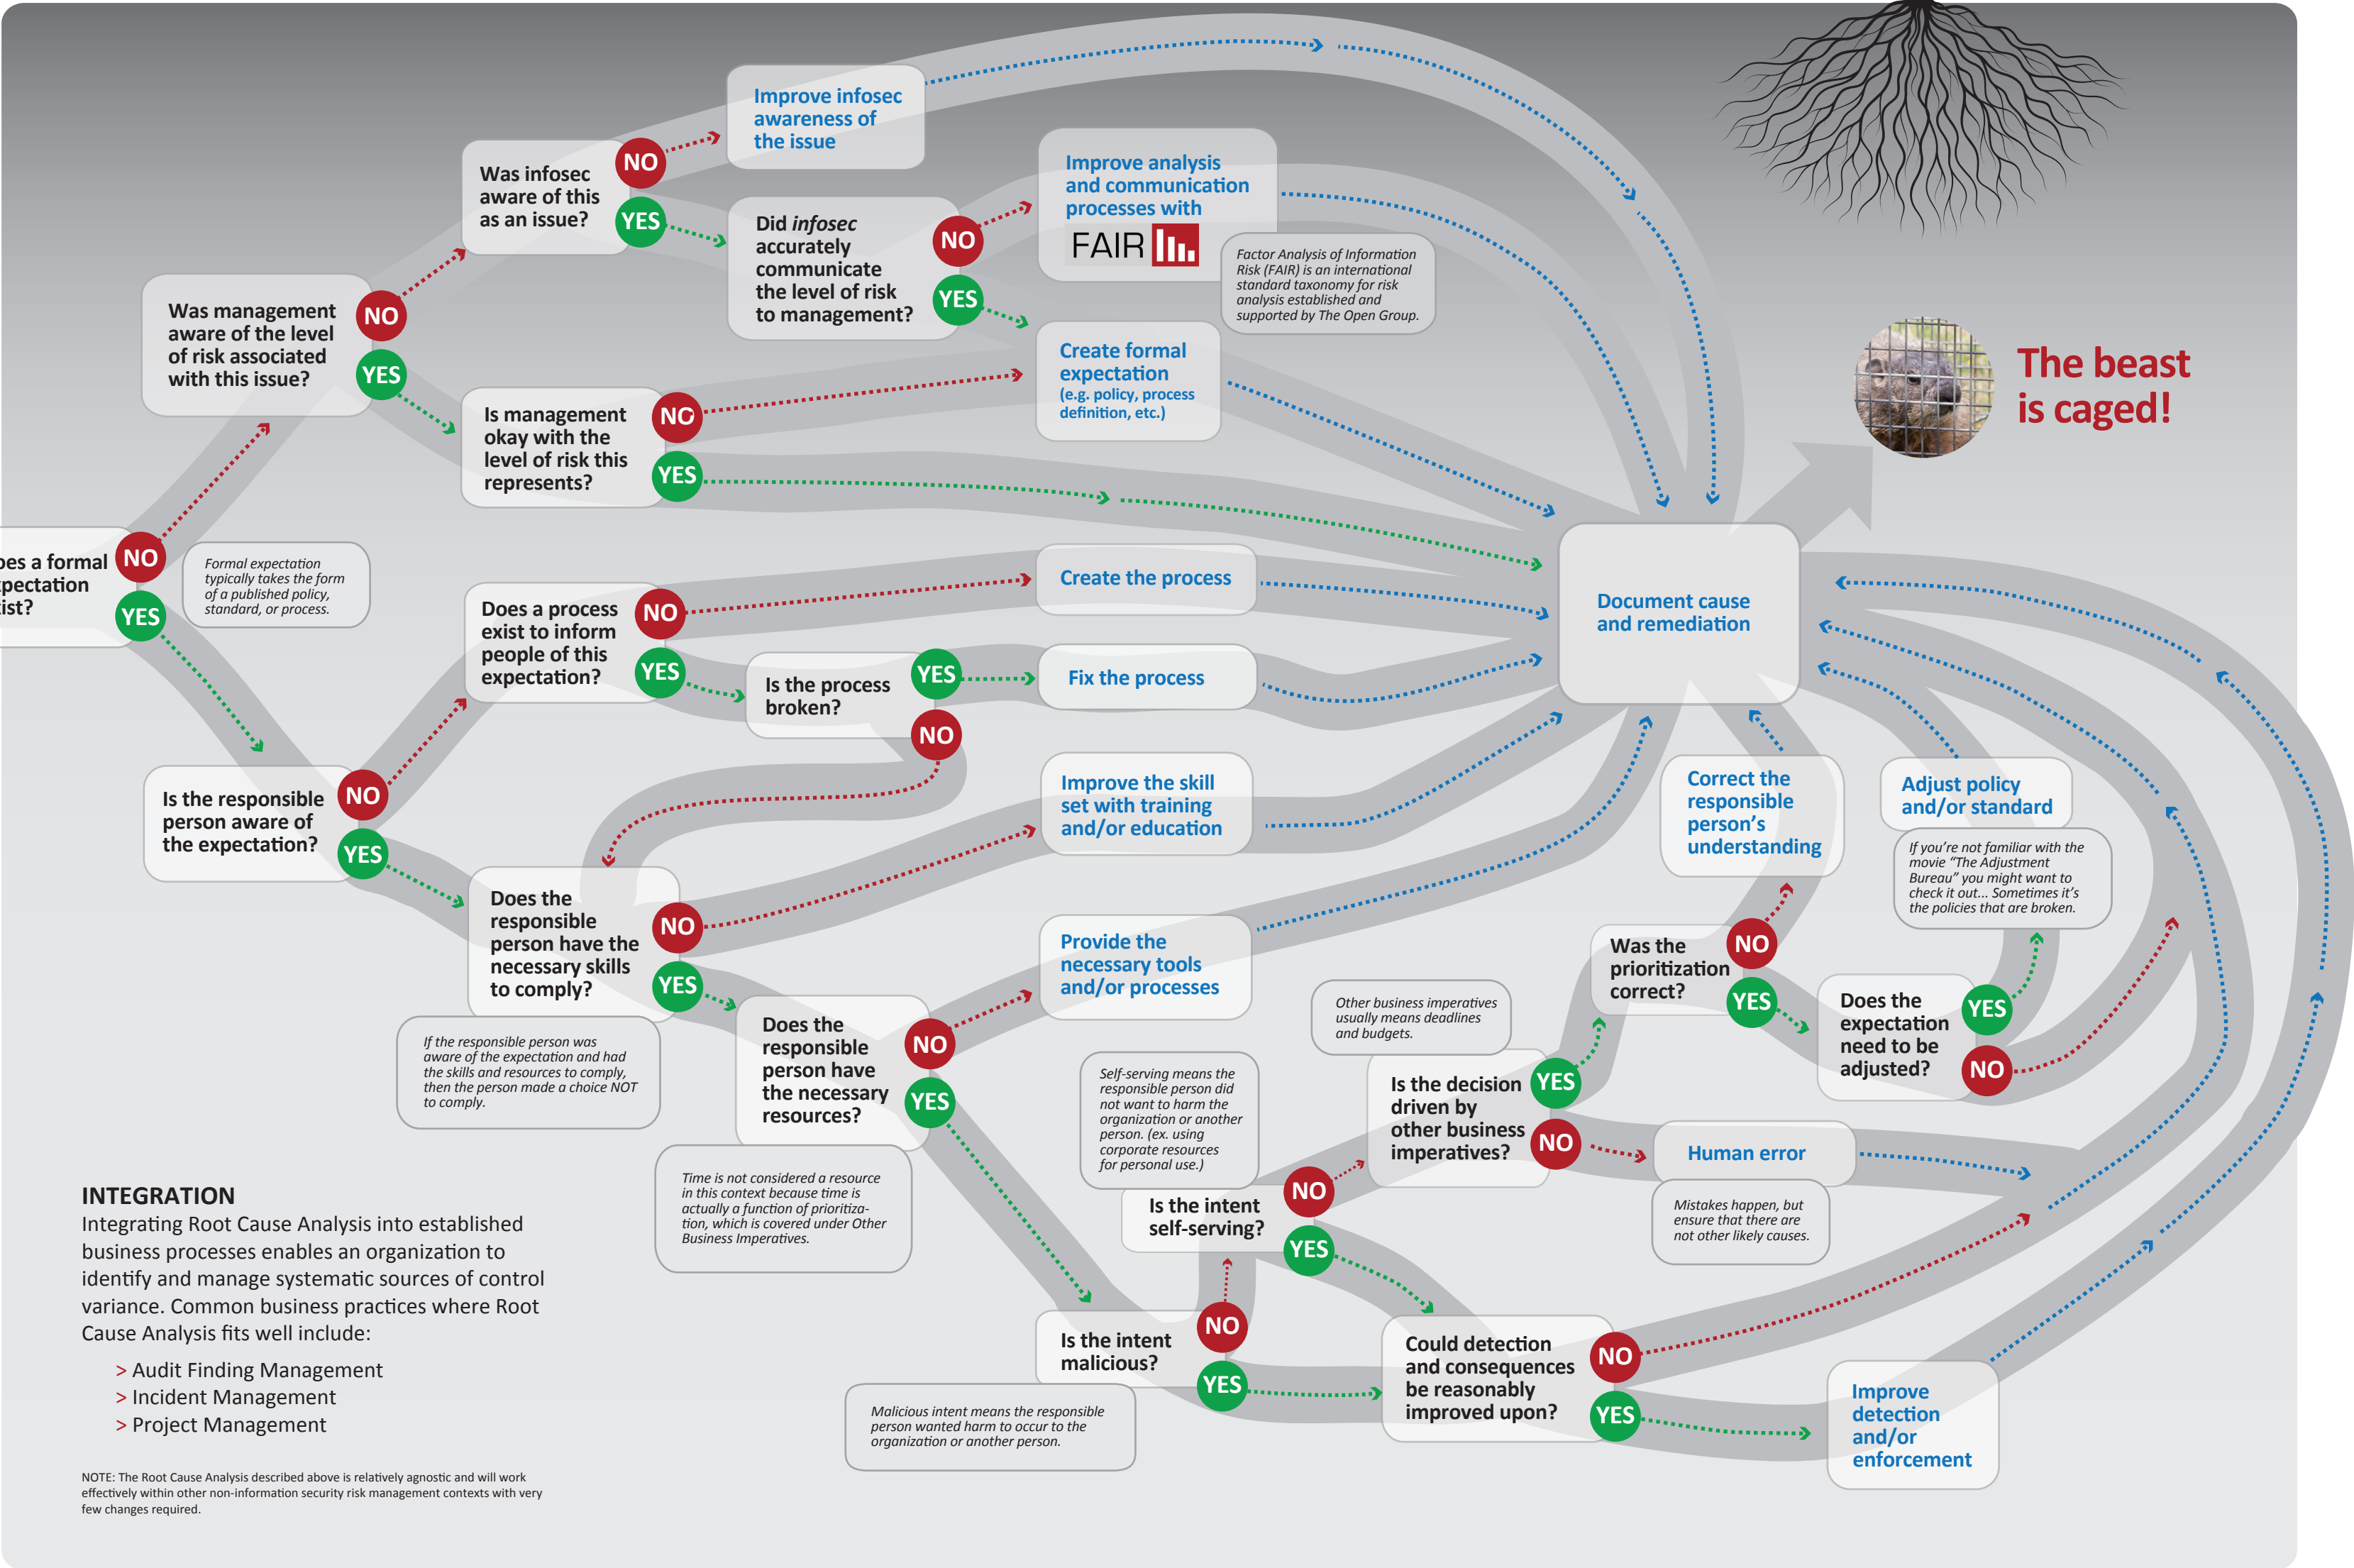 Improve infosec
awareness of
the issue
Was infosec
aware of this
as an issue?
NO
YES
Did infosec
accurately
communicate
the level of risk
to management?
NO
YES
Improve analysis
and communication
processes with
FAIR
Factor Analysis of Information
Risk (FAIR) is an international
standard taxonomy for risk
analysis established and
supported by The Open Group.
Was management
aware of the level
of risk associated
with this issue?
NO
YES
Is management
okay with the
level of risk this
represents?
NO
YES
Create formal
expectation
(e.g. policy, process
definition, etc.)
The beast
is caged!
oes a formal
pectation
ist?
NO
YES
Formal expectation
typically takes the form
of a published policy,
standard, or process.
Does a process
exist to inform
people of this
expectation?
NO
YES
Create the process
Is the process
broken?
YES
NO
Fix the process
Document cause
and remediation
Is the responsible
person aware of
the expectation?
NO
YES
Improve the skill
set with training
and/or education
Correct the
responsible
person's
understanding
Adjust policy
and/or standard
If you're not familiar with the
movie “The Adjustment
Bureau” you might want to
check it out... Sometimes it's
the policies that are broken.
Does the
responsible
person have the
necessary skills
to comply?
NO
YES
If the responsible person was
aware of the expectation and had
the skills and resources to comply,
then the person made a choice NOT
to comply.
Provide the
necessary tools
and/or processes
Does the
responsible
person have
the necessary
resources?
NO
YES
Time is not considered a resource
in this context because time is
actually a function of prioritiza-
tion, which is covered under Other
Business Imperatives.
Was the
prioritization
correct?
NO
YES
Does the
expectation
need to be
adjusted?
YES
NO
Other business imperatives
usually means deadlines
and budgets.
Is the decision
driven by
other business
imperatives?
YES
NO
Human error
Mistakes happen, but
ensure that there are
not other likely causes.
Self-serving means the
responsible person did
not want to harm the
organization or another
person. (ex. using
corporate resources
for personal use.)
Is the intent
self-serving?
NO
YES
Is the intent
malicious?
NO
YES
Malicious intent means the responsible
person wanted harm to occur to the
organization or another person.
Could detection
and consequences
be reasonably
improved upon?
NO
YES
Improve
detection
and/or
enforcement
INTEGRATION
Integrating Root Cause Analysis into established
business processes enables an organization to
identify and manage systematic sources of control
variance. Common business practices where Root
Cause Analysis fits well include:
> Audit Finding Management
> Incident Management
> Project Management
NOTE: The Root Cause Analysis described above is relatively agnostic and will work
effectively within other non-information security risk management contexts with very
few changes required.